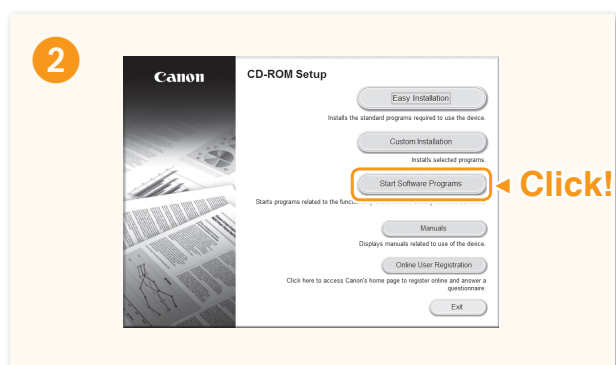 2
Canon
CD-ROM Setup
Easy Installation
Installs the standard programs required to use the device.
Custom Installation
Installs selected programs.
Start Software Programs
Click!
Starts programs related to the
Manuals
Displays manuals related to use of the device.
Online User Registration
Click here to access Canon's home page to register online and answer a
questionnaire.
Exit